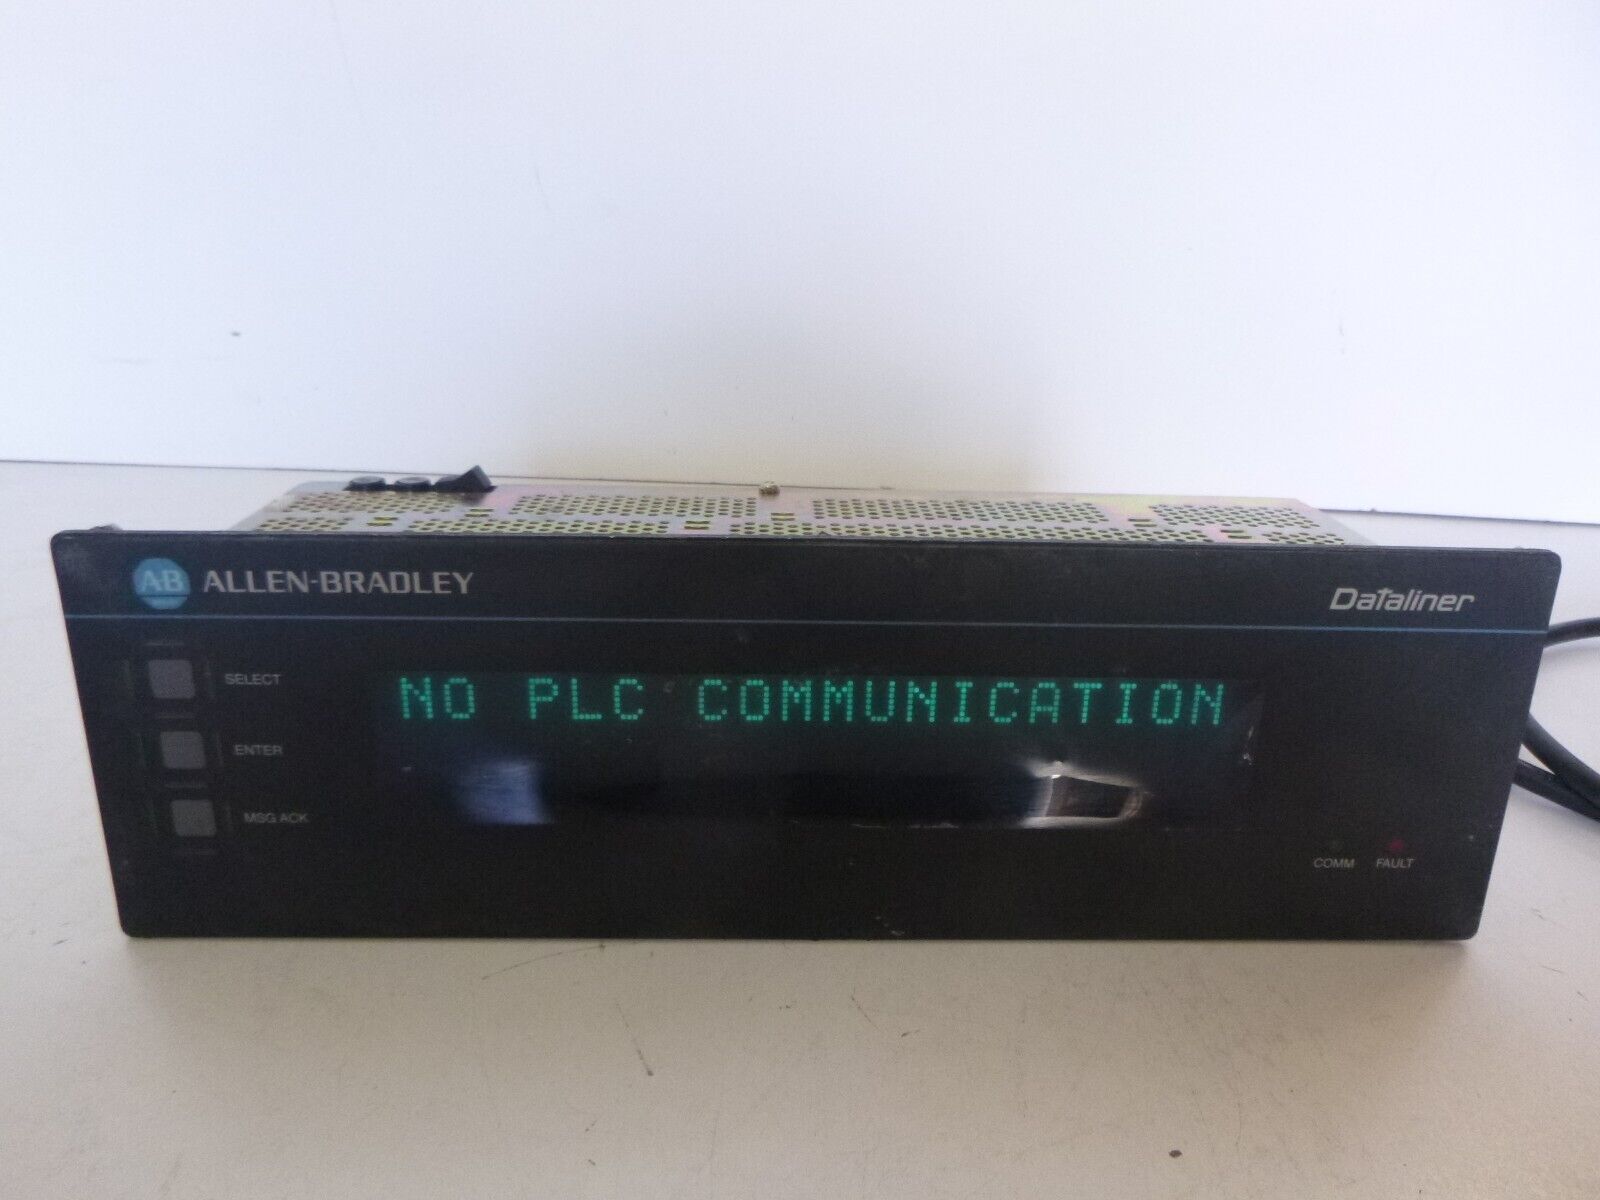 AB ALLEN-BRADLEY
Dataliner
SELECT
NO PLC COMMUNICATION
ENTER
MSG ACK
COMM FAULT